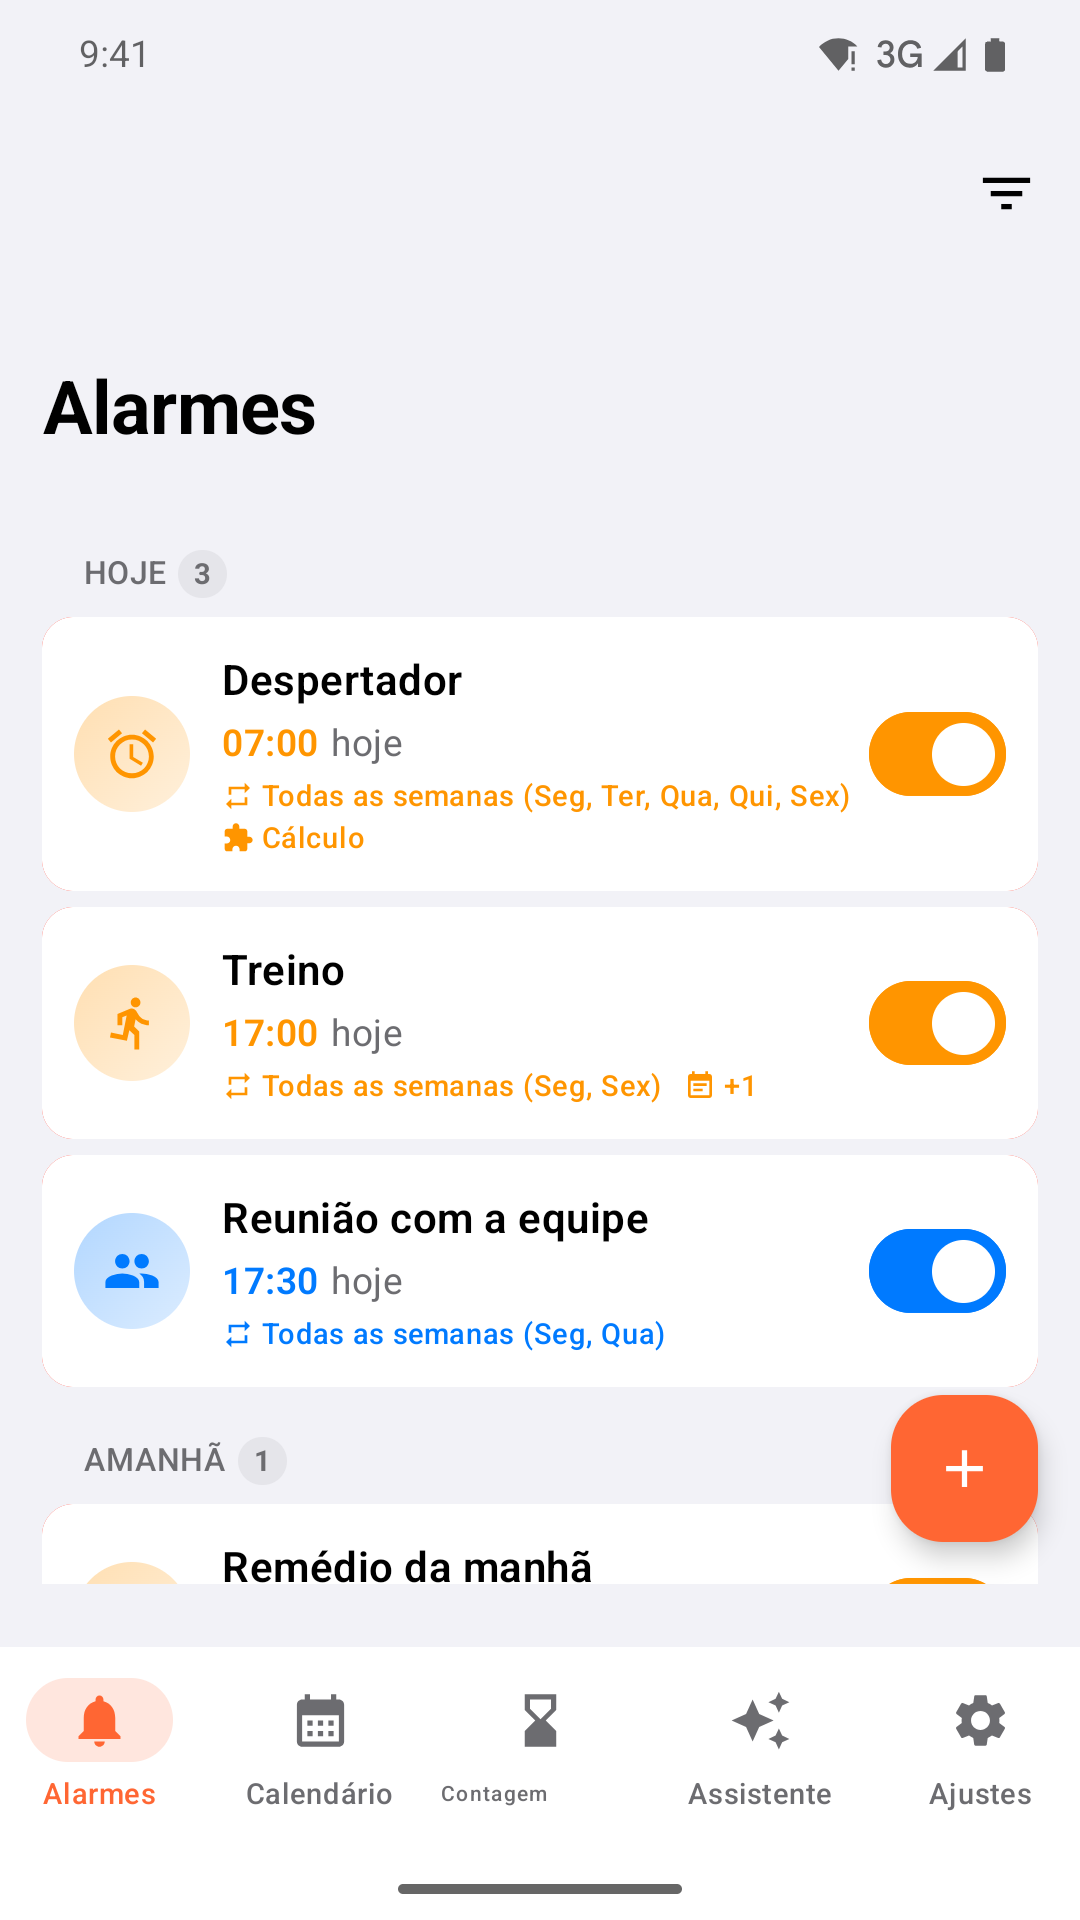 9:41
3G
Alarmes
HOJE 3
Despertador
07:00 hoje
Todas as semanas (Seg, Ter, Qua, Qui, Sex)
Cálculo
Treino
17:00 hoje
Todas as semanas (Seg, Sex) +1
Reunião com a equipe
17:30 hoje
Todas as semanas (Seg, Qua)
AMANHÃ 1
Remédio da manhã
Alarmes
Calendário
Contagem
Assistente
Ajustes